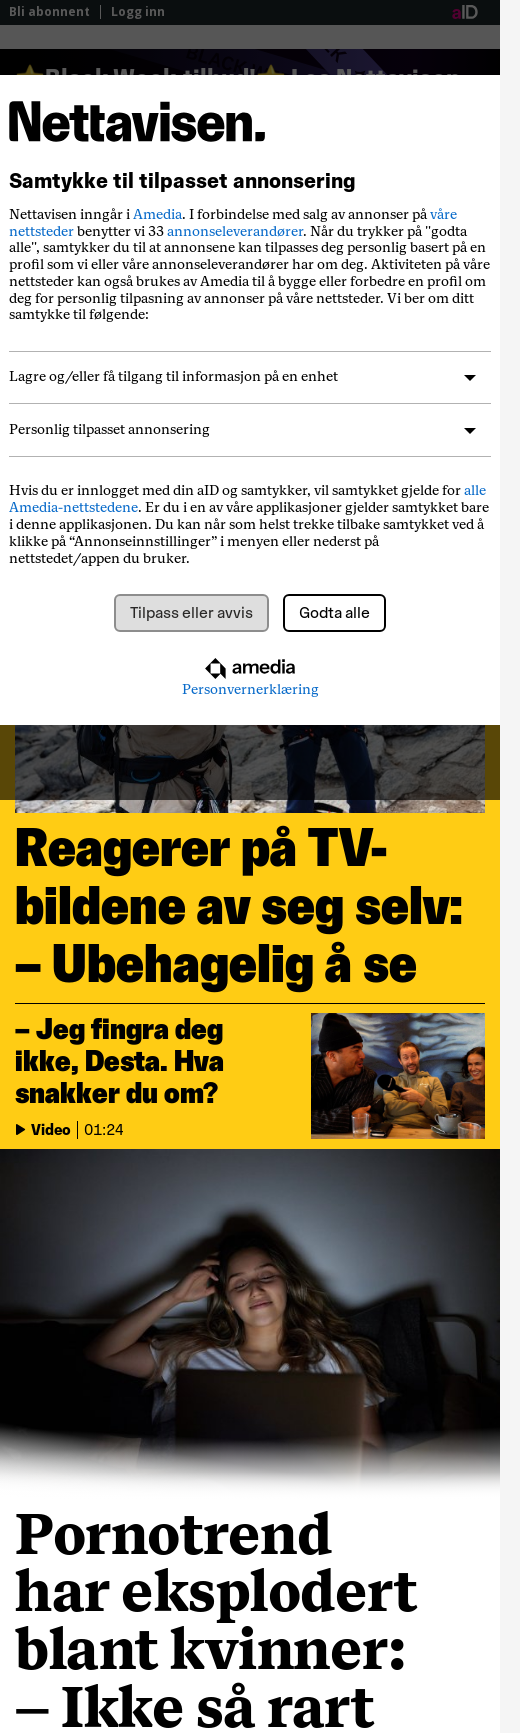 Bli abonnent | Logg inn
aID
Nettavisen.
Samtykke til tilpasset annonsering
Nettavisen inngår i Amedia. I forbindelse med salg av annonser på våre
nettsteder benytter vi 33 annonseleverandører. Når du trykker på "godta
alle", samtykker du til at annonsene kan tilpasses deg personlig basert på en
profil som vi eller våre annonseleverandører har om deg. Aktiviteten på våre
nettsteder kan også brukes av Amedia til å bygge eller forbedre en profil om
deg for personlig tilpasning av annonser på våre nettsteder. Vi ber om ditt
samtykke til følgende:
Lagre og/eller få tilgang til informasjon på en enhet
Personlig tilpasset annonsering
Hvis du er innlogget med din aID og samtykker, vil samtykket gjelde for alle
Amedia-nettstedene. Er du i en av våre applikasjoner gjelder samtykket bare
i denne applikasjonen. Du kan når som helst trekke tilbake samtykket ved å
klikke på “Annonseinnstillinger” i menyen eller nederst på
nettstedet/appen du bruker.
Tilpass eller avvis
Godta alle
amedia
Personvernerklæring
Reagerer på TV-
bildene av seg selv:
– Ubehagelig å se
– Jeg fingra deg
ikke, Desta. Hva
snakker du om?
Video | 01:24
Pornotrend
har eksplodert
blant kvinner:
– Ikke så rart